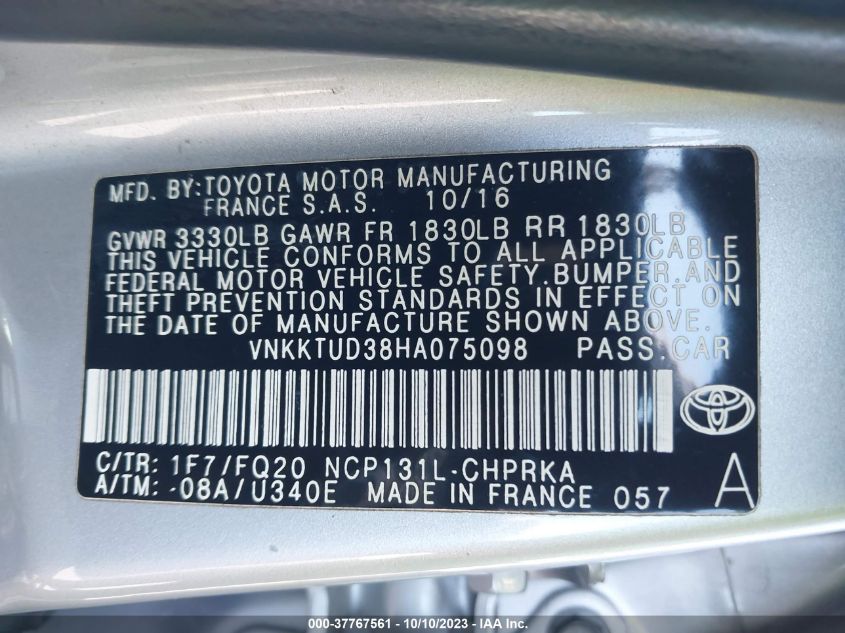 MFD. BY:TOYOTA MOTOR MANUFACTURING
FRANCE S.A.S. 10/16
GVWR 3330LB GAWR FR 1830LB RR 1830LB
THIS VEHICLE CONFORMS TO ALL APPLICABLE
FEDERAL MOTOR VEHICLE SAFETY.BUMPER.AND
THEFT PREVENTION STANDARDS IN EFFECT ON
THE DATE OF MANUFACTURE SHOWN ABOVE.
VNKKTUD38HA075098 PASS.CAR
C/TR: 1F7/FQ20 NCP131L-CHPRKA
A/TM: -08A/U340E MADE IN FRANCE 057 A
000-37767561 - 10/10/2023 - Copyright IAA, Inc.